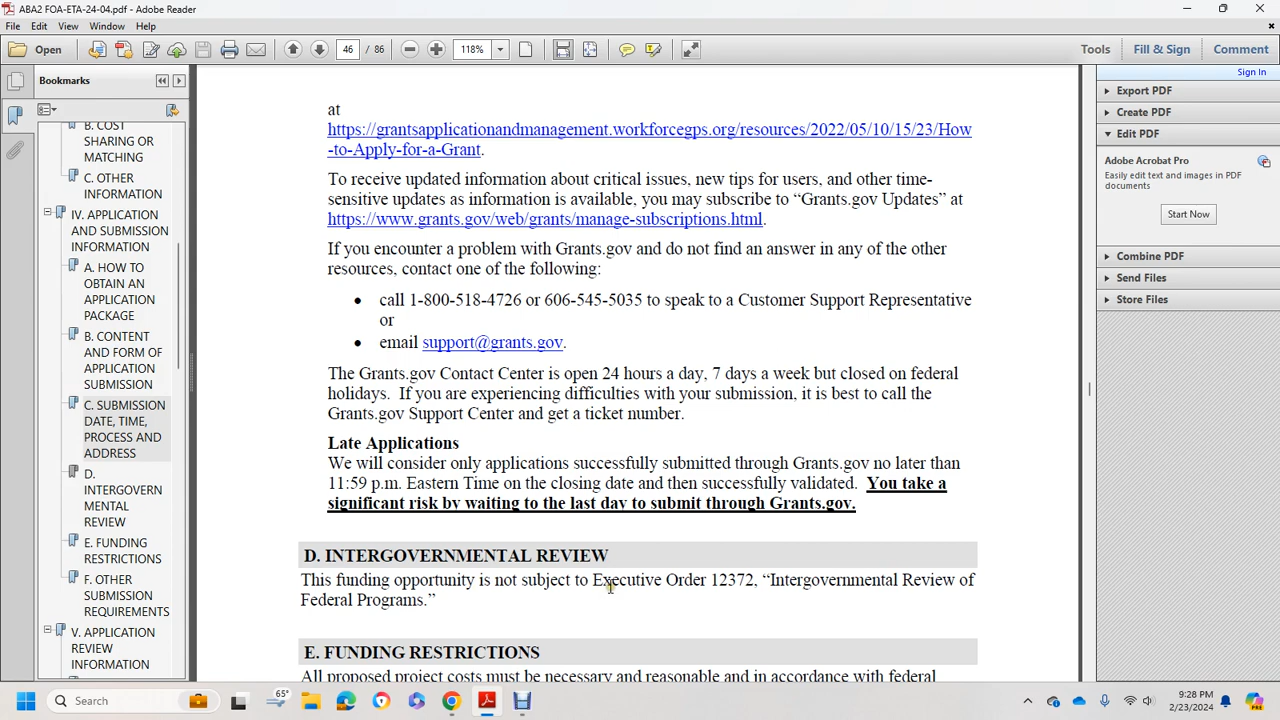 ABA2 FOA-ETA-24-04.pdf - Adobe Reader
File Edit View Window Help
Open 46 / 86 118% Tools Fill & Sign Comment
Sign In
Bookmarks
B. COST
SHARING OR
MATCHING
C. OTHER
INFORMATION
IV. APPLICATION
AND SUBMISSION
INFORMATION
A. HOW TO
OBTAIN AN
APPLICATION
PACKAGE
B. CONTENT
AND FORM OF
APPLICATION
SUBMISSION
C. SUBMISSION
DATE, TIME,
PROCESS AND
ADDRESS
D.
INTERGOVERN
MENTAL
REVIEW
E. FUNDING
RESTRICTIONS
F. OTHER
SUBMISSION
REQUIREMENTS
V. APPLICATION
REVIEW
INFORMATION
at
https://grantsapplicationandmanagement.workforcegps.org/resources/2022/05/10/15/23/How
-to-Apply-for-a-Grant.
To receive updated information about critical issues, new tips for users, and other time-
sensitive updates as information is available, you may subscribe to “Grants.gov Updates” at
https://www.grants.gov/web/grants/manage-subscriptions.html.
If you encounter a problem with Grants.gov and do not find an answer in any of the other
resources, contact one of the following:
• call 1-800-518-4726 or 606-545-5035 to speak to a Customer Support Representative
or
• email support@grants.gov.
The Grants.gov Contact Center is open 24 hours a day, 7 days a week but closed on federal
holidays. If you are experiencing difficulties with your submission, it is best to call the
Grants.gov Support Center and get a ticket number.
Late Applications
We will consider only applications successfully submitted through Grants.gov no later than
11:59 p.m. Eastern Time on the closing date and then successfully validated. You take a
significant risk by waiting to the last day to submit through Grants.gov.
D. INTERGOVERNMENTAL REVIEW
This funding opportunity is not subject to Executive Order 12372, “Intergovernmental Review of
Federal Programs.”
E. FUNDING RESTRICTIONS
All proposed project costs must be necessary and reasonable and in accordance with federal
Export PDF
Create PDF
Edit PDF
Adobe Acrobat Pro
Easily edit text and images in PDF
documents
Start Now
Combine PDF
Send Files
Store Files
Search
65°
9:28 PM
2/23/2024